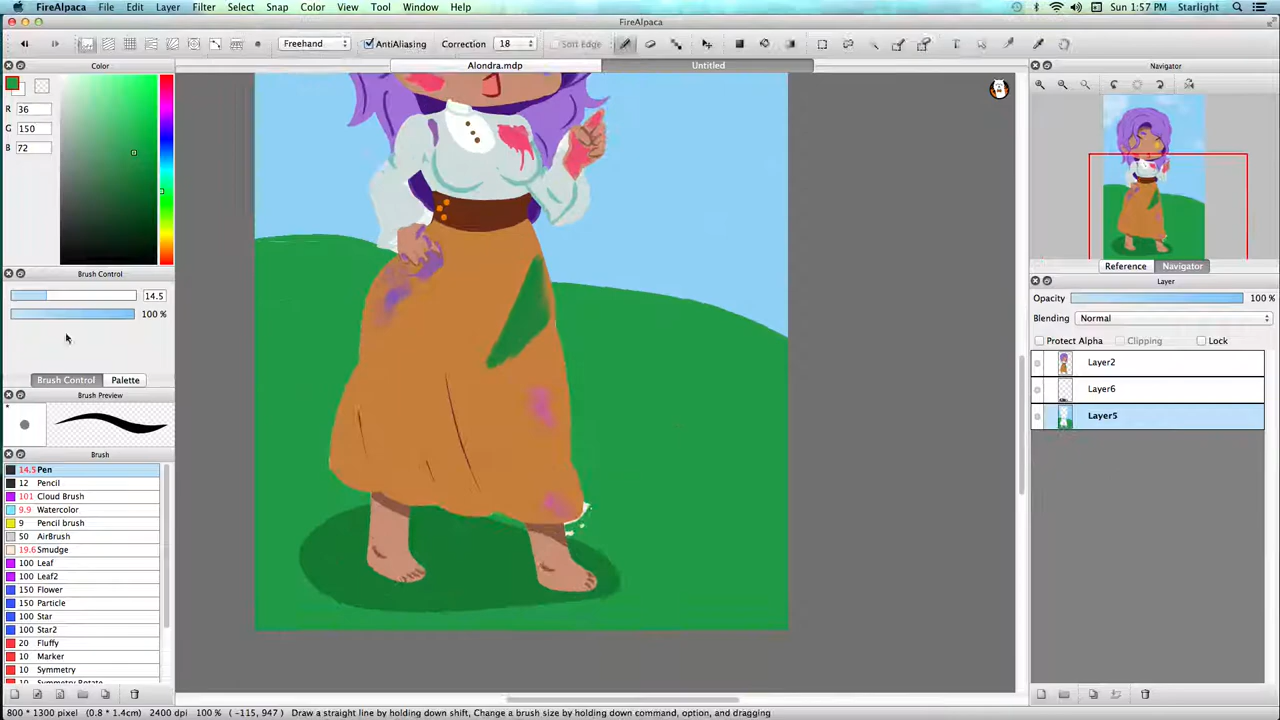 FireAlpaca File Edit Layer Filter Select Snap Color View Tool Window Help Sun 1:57 PM Starlight
FireAlpaca
Freehand AntiAliasing Correction 18 Sort Edge
Color
Alondra.mdp
Untitled
Navigator
R 36
G 150
B 72
Reference Navigator
Brush Control
14.5
100 %
Brush Control Palette
Brush Preview
*
Brush
14.5 Pen
12 Pencil
101 Cloud Brush
9.9 Watercolor
9 Pencil brush
50 AirBrush
19.6 Smudge
100 Leaf
100 Leaf2
150 Flower
150 Particle
100 Star
100 Star2
20 Fluffy
10 Marker
10 Symmetry
Layer
Opacity 100 %
Blending Normal
Protect Alpha Clipping Lock
Layer2
Layer6
Layer5
800 * 1300 pixel (0.8 * 1.4cm) 2400 dpi 100 % (-115, 947) Draw a straight line by holding down shift, Change a brush size by holding down command, option, and dragging